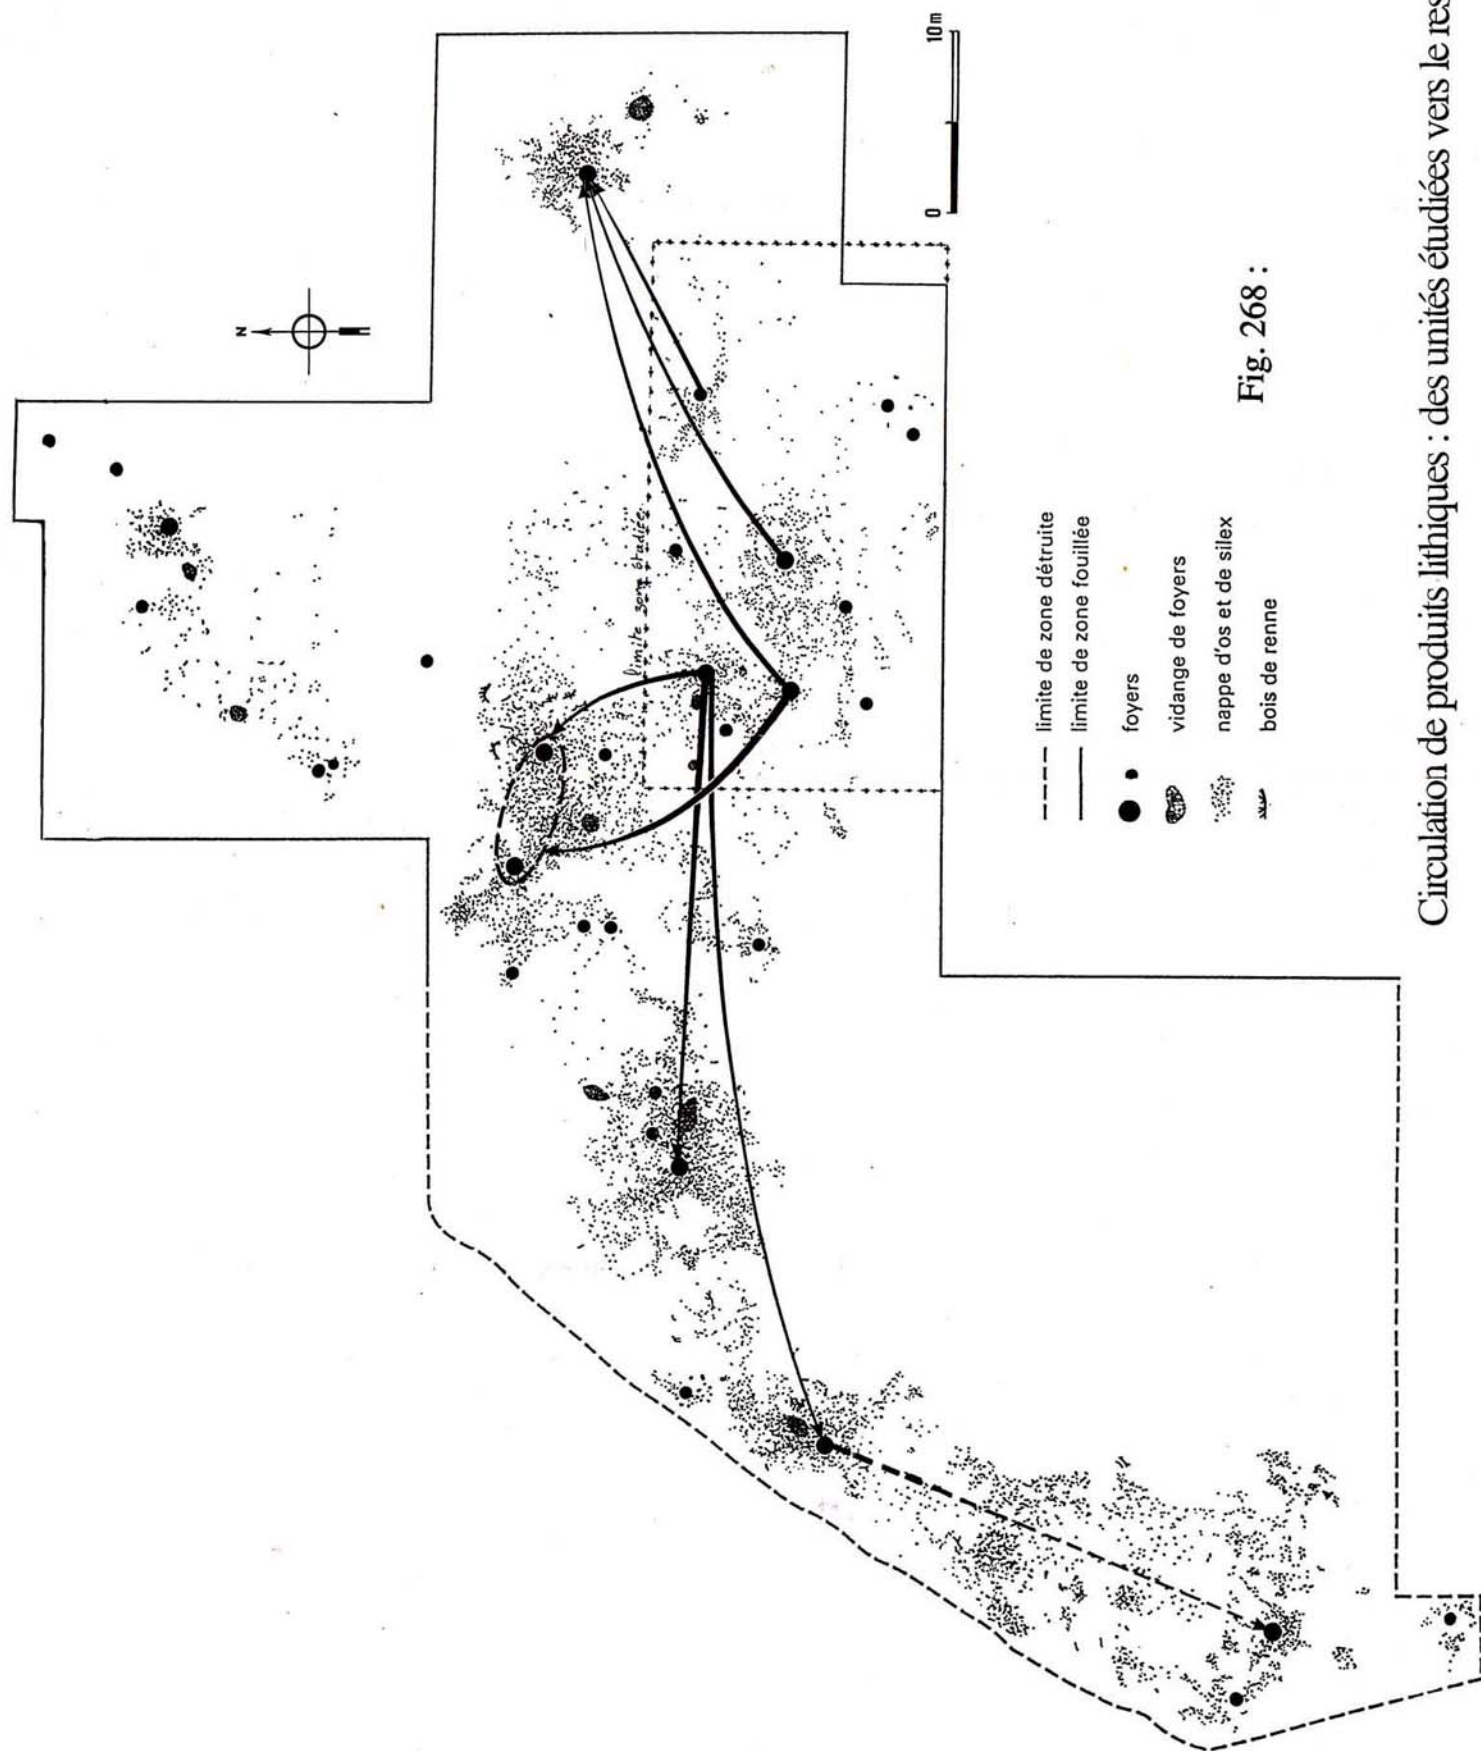 N
0 10m
limite zone étudiée
limite de zone détruite
limite de zone fouillée
foyers
vidange de foyers
nappe d'os et de silex
bois de renne
Fig. 268 :
Circulation de produits lithiques : des unités étudiées vers le res